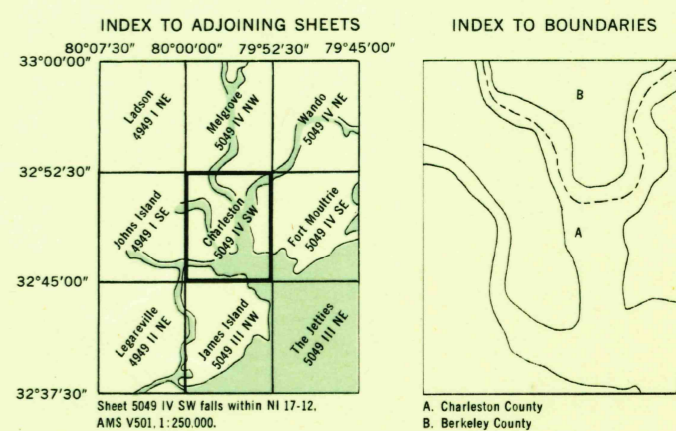 INDEX TO ADJOINING SHEETS
80°07'30" 80°00'00" 79°52'30" 79°45'00"
33°00'00"
Ladson
4949 I NE
Melgrove
5049 IV NW
Wando
5049 IV NE
32°52'30"
Johns Island
4949 I SE
Charleston
5049 IV SW
Fort Moultrie
5049 IV SE
32°45'00"
Legareville
4949 II NE
James Island
5049 III NW
The Jetties
5049 III NE
32°37'30"
Sheet 5049 IV SW falls within NI 17-12,
AMS V501, 1:250,000.
INDEX TO BOUNDARIES
B
A
A. Charleston County
B. Berkeley County